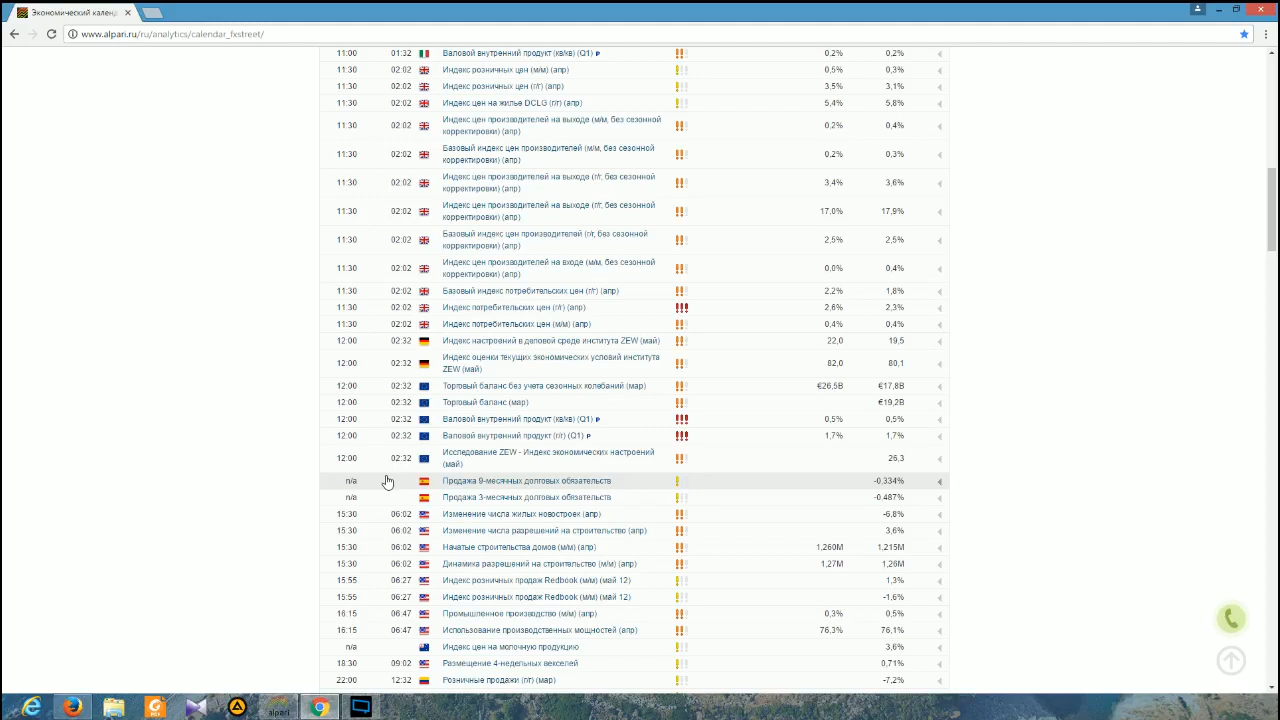 Экономический календа
www.alpari.ru/ru/analytics/calendar_fxstreet/
11:00 01:32 Валовой внутренний продукт (кв/кв) (Q1) P 0,2% 0,2%
11:30 02:02 Индекс розничных цен (м/м) (апр) 0,5% 0,3%
11:30 02:02 Индекс розничных цен (г/г) (апр) 3,5% 3,1%
11:30 02:02 Индекс цен на жилье DCLG (г/г) (апр) 5,4% 5,8%
11:30 02:02 Индекс цен производителей на выходе (м/м, без сезонной 0,2% 0,4%
корректировки) (апр)
11:30 02:02 Базовый индекс цен производителей (м/м, без сезонной 0,2% 0,3%
корректировки) (апр)
11:30 02:02 Индекс цен производителей на выходе (г/г, без сезонной 3,4% 3,6%
корректировки) (апр)
11:30 02:02 Индекс цен производителей на выходе (г/г, без сезонной 17,0% 17,9%
корректировки) (апр)
11:30 02:02 Базовый индекс цен производителей (г/г, без сезонной 2,5% 2,5%
корректировки) (апр)
11:30 02:02 Индекс цен производителей на входе (м/м, без сезонной 0,0% 0,4%
корректировки) (апр)
11:30 02:02 Базовый индекс потребительских цен (г/г) (апр) 2,2% 1,8%
11:30 02:02 Индекс потребительских цен (г/г) (апр) 2,6% 2,3%
11:30 02:02 Индекс потребительских цен (м/м) (апр) 0,4% 0,4%
12:00 02:32 Индекс настроений в деловой среде института ZEW (май) 22,0 19,5
12:00 02:32 Индекс оценки текущих экономических условий института 82,0 80,1
ZEW (май)
12:00 02:32 Торговый баланс без учета сезонных колебаний (мар) €26,5B €17,8B
12:00 02:32 Торговый баланс (мар) €19,2B
12:00 02:32 Валовой внутренний продукт (кв/кв) (Q1) P 0,5% 0,5%
12:00 02:32 Валовой внутренний продукт (г/г) (Q1) P 1,7% 1,7%
12:00 02:32 Исследование ZEW - Индекс экономических настроений 26,3
(май)
n/a Продажа 9-месячных долговых обязательств -0,334%
n/a Продажа 3-месячных долговых обязательств -0,487%
15:30 06:02 Изменение числа жилых новостроек (апр) -6,8%
15:30 06:02 Изменение числа разрешений на строительство (апр) 3,6%
15:30 06:02 Начатые строительства домов (м/м) (апр) 1,260M 1,215M
15:30 06:02 Динамика разрешений на строительство (м/м) (апр) 1,27M 1,26M
15:55 06:27 Индекс розничных продаж Redbook (м/м) (май 12) 1,3%
15:55 06:27 Индекс розничных продаж Redbook (м/м) (май 12) -1,6%
16:15 06:47 Промышленное производство (м/м) (апр) 0,3% 0,5%
16:15 06:47 Использование производственных мощностей (апр) 76,3% 76,1%
n/a Индекс цен на молочную продукцию 3,6%
18:30 09:02 Размещение 4-недельных векселей 0,71%
22:00 12:32 Розничные продажи (г/г) (мар) -7,2%
alpari